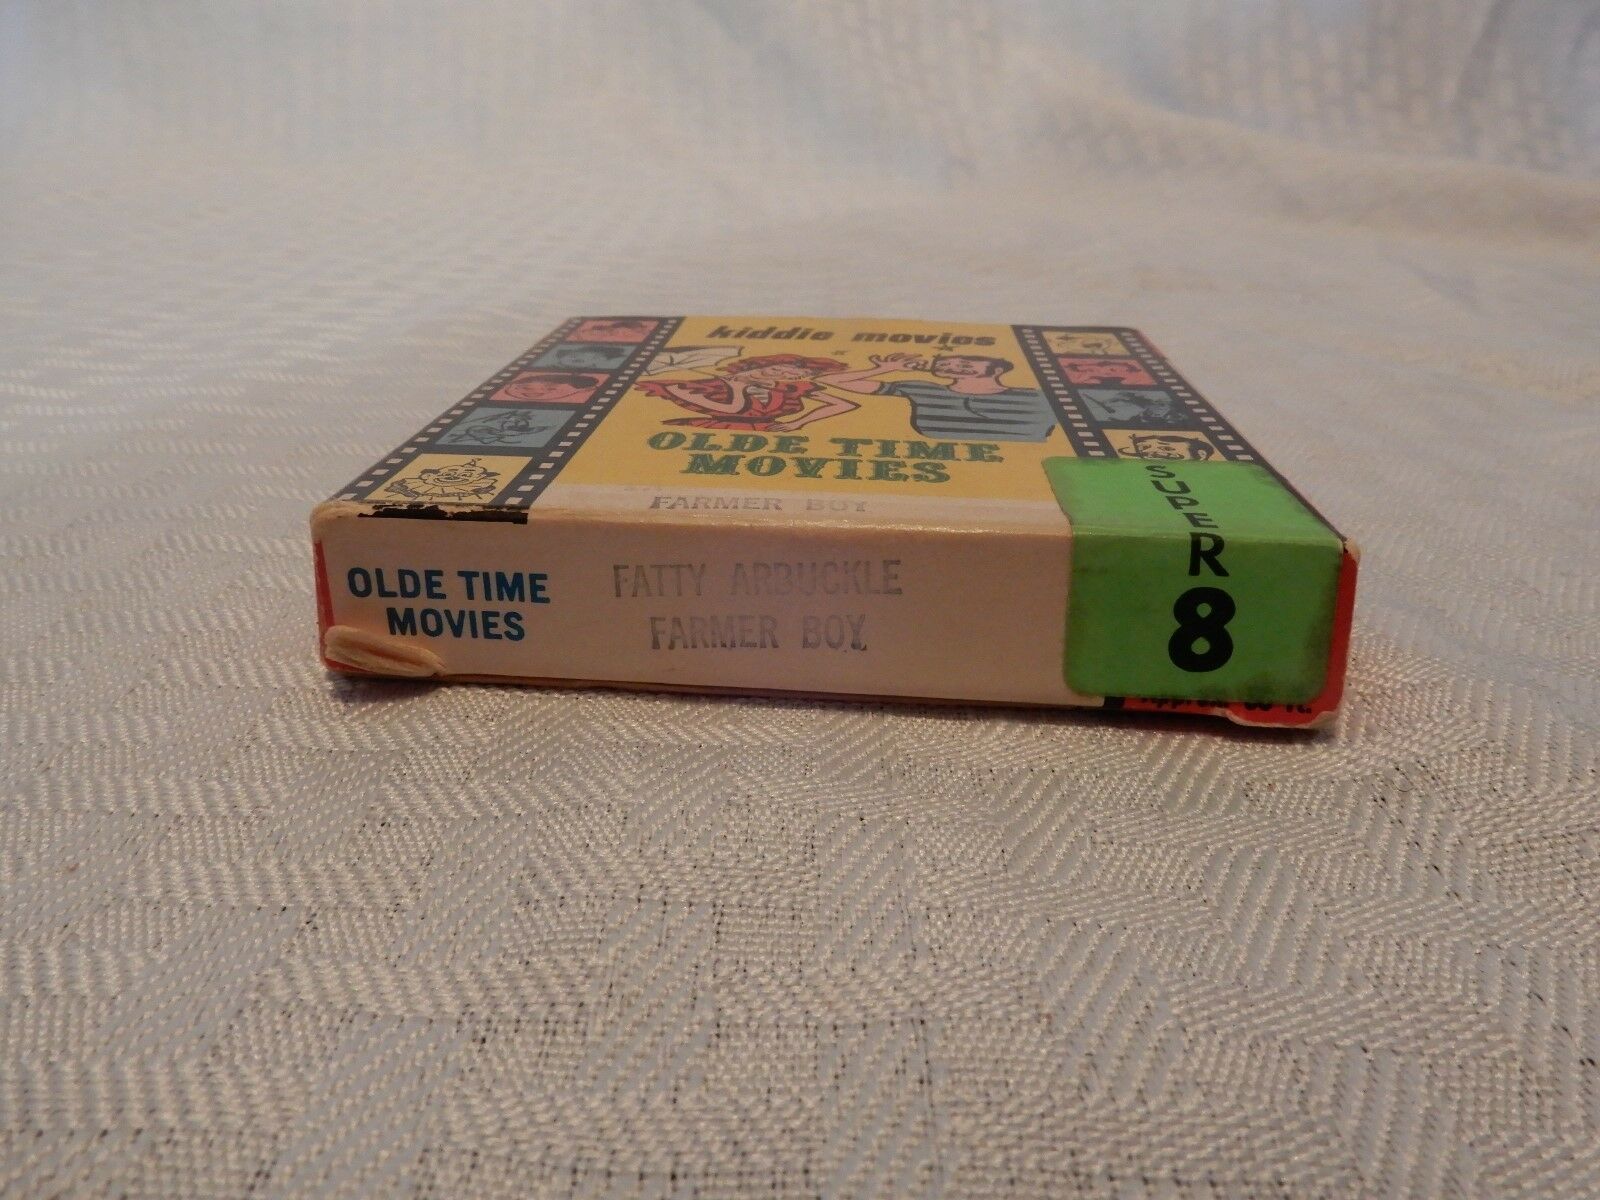 kiddie movies
OLDE TIME
MOVIES
FARMER BOY
OLDE TIME
MOVIES
FATTY ARBUCKLE
FARMER BOY
SUPER
8